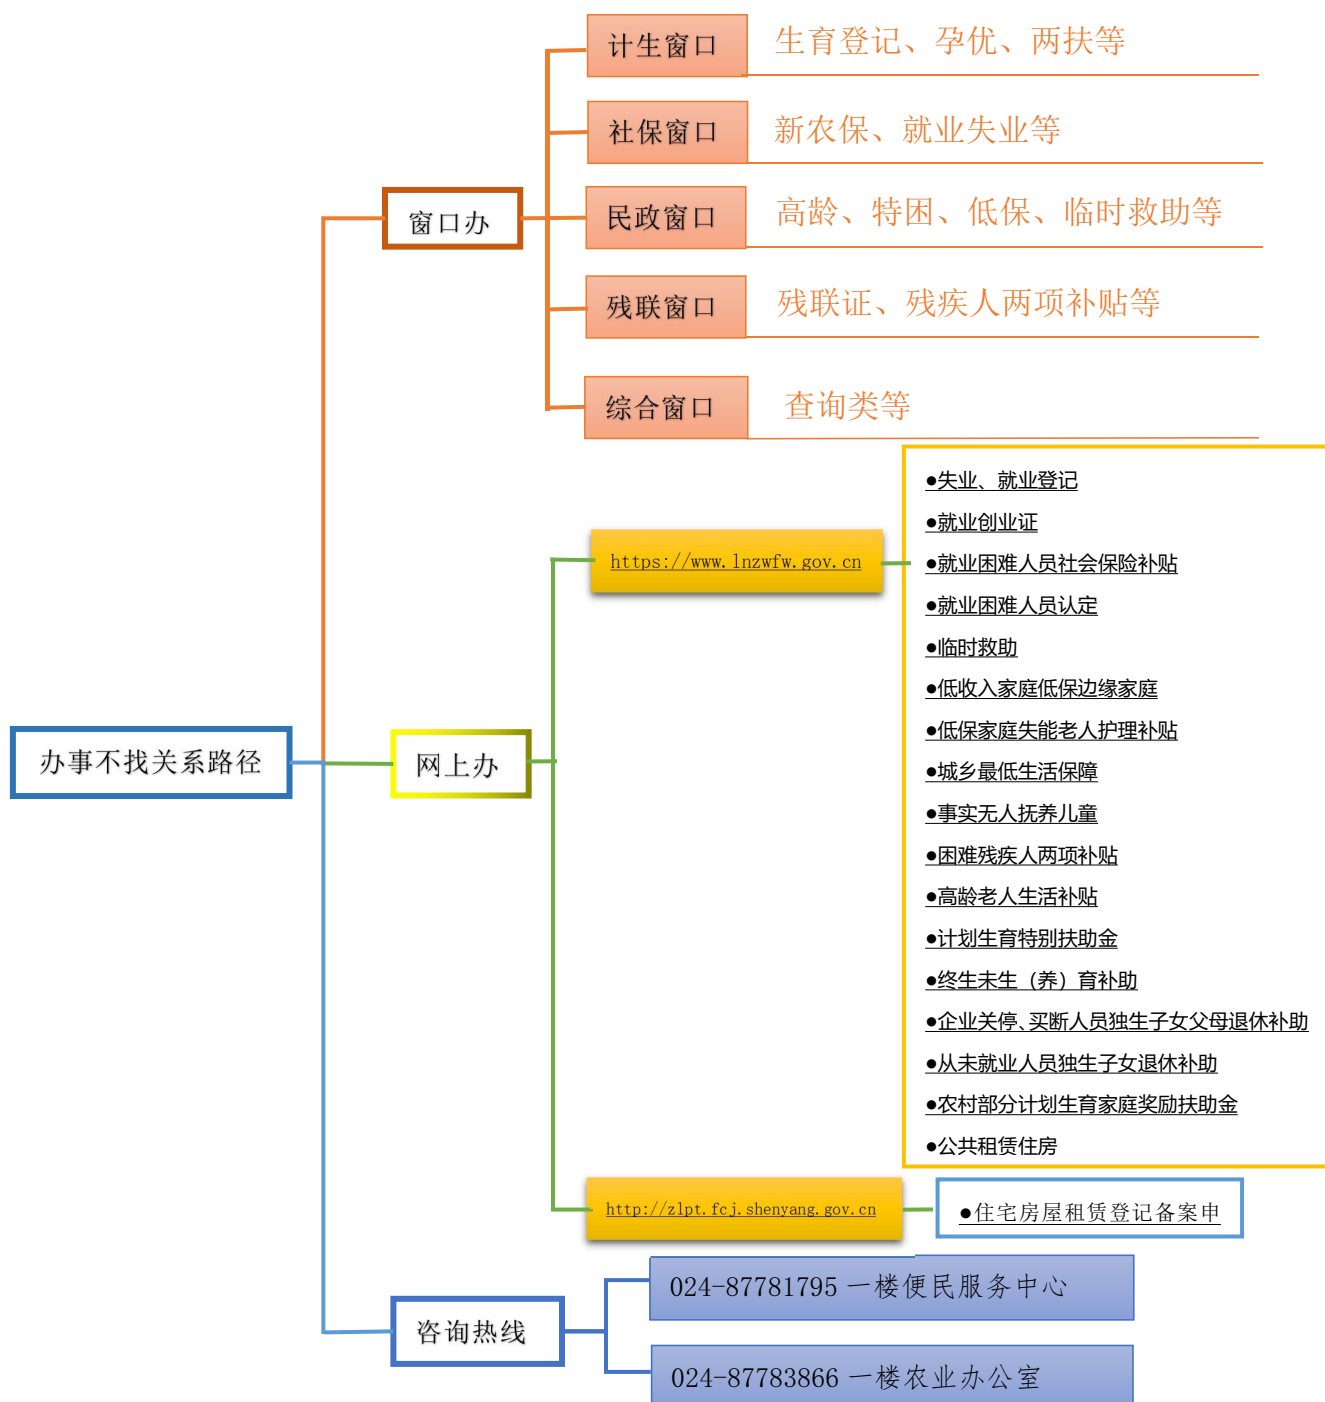 计生窗口
生育登记、孕优、两扶等
社保窗口
新农保、就业失业等
窗口办
民政窗口
高龄、特困、低保、临时救助等
残联窗口
残联证、残疾人两项补贴等
综合窗口
查询类等
办事不找关系路径
网上办
https://www.lnzwfw.gov.cn
●失业、就业登记
●就业创业证
●就业困难人员社会保险补贴
●就业困难人员认定
●临时救助
●低收入家庭低保边缘家庭
●低保家庭失能老人护理补贴
●城乡最低生活保障
●事实无人抚养儿童
●困难残疾人两项补贴
●高龄老人生活补贴
●计划生育特别扶助金
●终生未生（养）育补助
●企业关停、买断人员独生子女父母退休补助
●从未就业人员独生子女退休补助
●农村部分计划生育家庭奖励扶助金
●公共租赁住房
http://zlpt.fcj.shenyang.gov.cn
●住宅房屋租赁登记备案申
咨询热线
024-87781795 一楼便民服务中心
024-87783866 一楼农业办公室